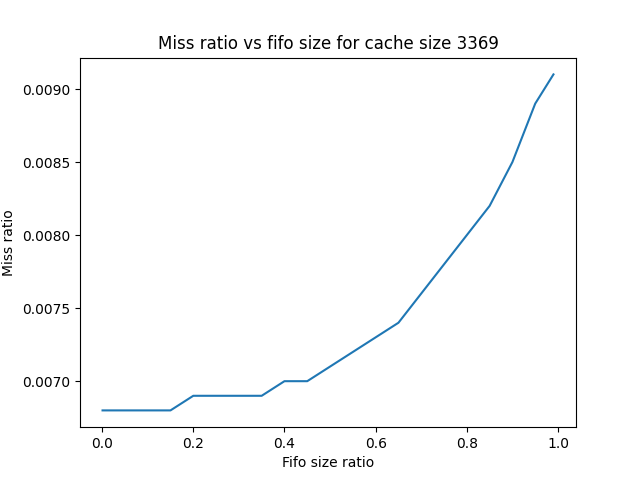 Miss ratio vs fifo size for cache size 3369
0.0090
0.0085
0.0080
0.0075
0.0070
Miss ratio
0.0 0.2 0.4 0.6 0.8 1.0
Fifo size ratio